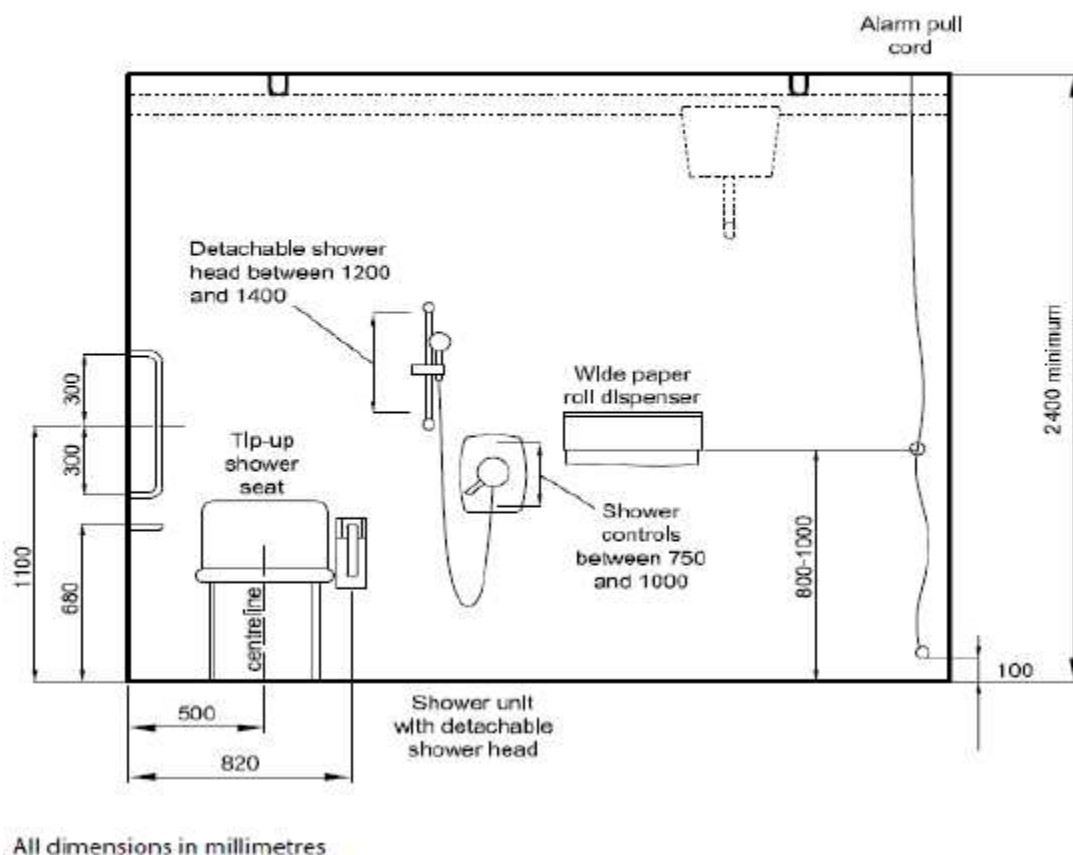 Alarm pull
cord
Detachable shower
head between 1200
and 1400
Wide paper
roll dispenser
2400 minimum
300
300
Tip-up
shower
seat
Shower
controls
between 750
and 1000
1100
680
centreline
800-1000
100
500
Shower unit
with detachable
shower head
820
All dimensions in millimetres